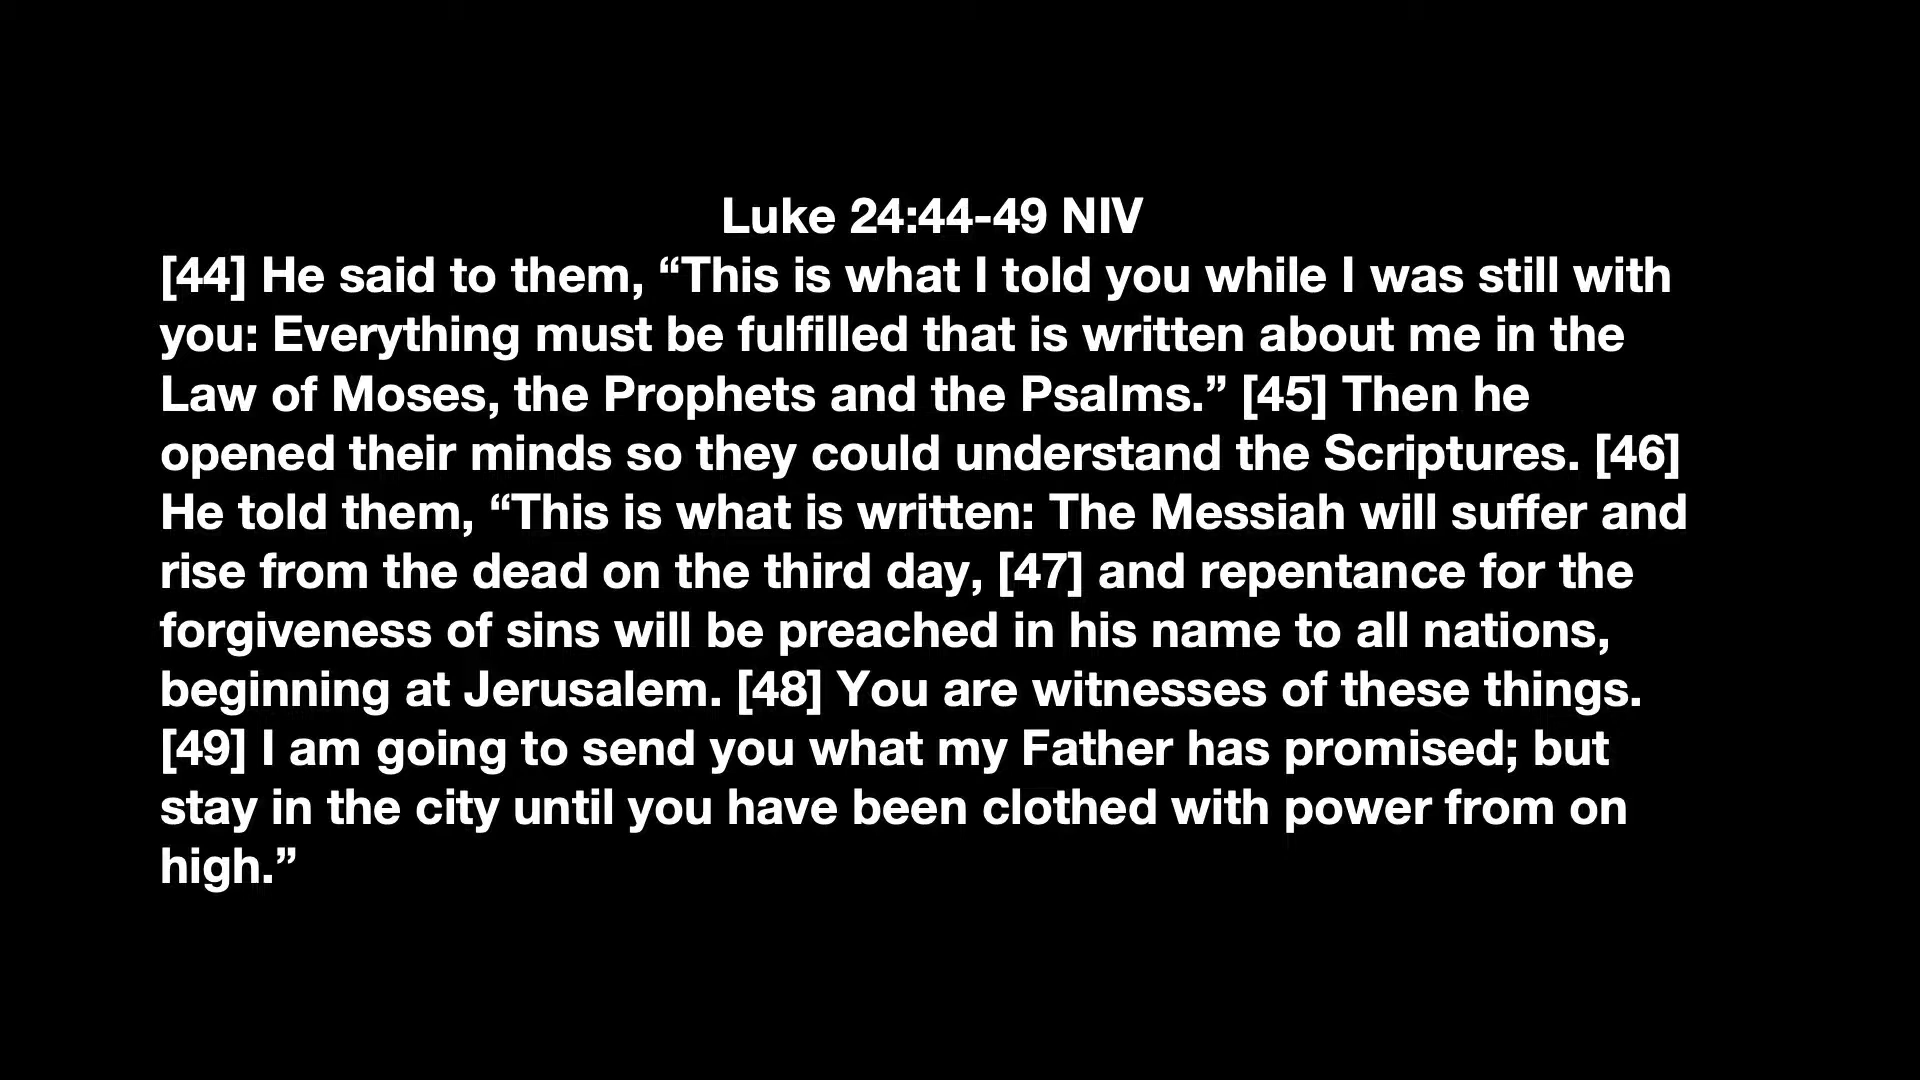 Luke 24:44-49 NIV
[44] He said to them, “This is what I told you while I was still with
you: Everything must be fulfilled that is written about me in the
Law of Moses, the Prophets and the Psalms.” [45] Then he
opened their minds so they could understand the Scriptures. [46]
He told them, “This is what is written: The Messiah will suffer and
rise from the dead on the third day, [47] and repentance for the
forgiveness of sins will be preached in his name to all nations,
beginning at Jerusalem. [48] You are witnesses of these things.
[49] I am going to send you what my Father has promised; but
stay in the city until you have been clothed with power from on
high.”